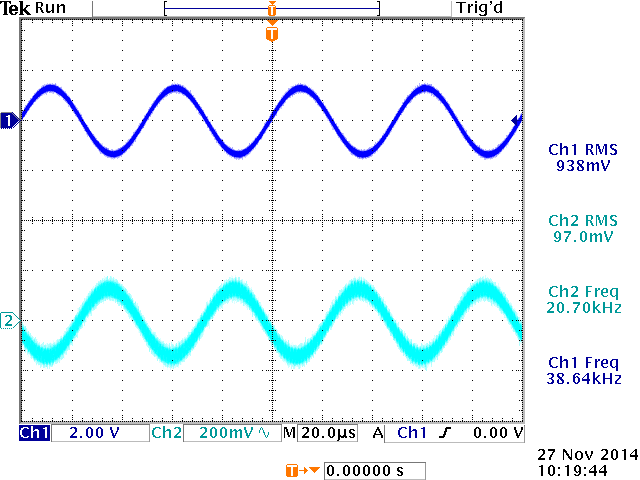 Tek Run Trig'd
T
T
1
Ch1 RMS
938mV
Ch2 RMS
97.0mV
Ch2 Freq
20.70kHz
2
Ch1 Freq
38.64kHz
Ch1 2.00 V Ch2 200mV∿ M 20.0µs A Ch1 ƒ 0.00 V
27 Nov 2014
10:19:44
T→▾ 0.00000 s